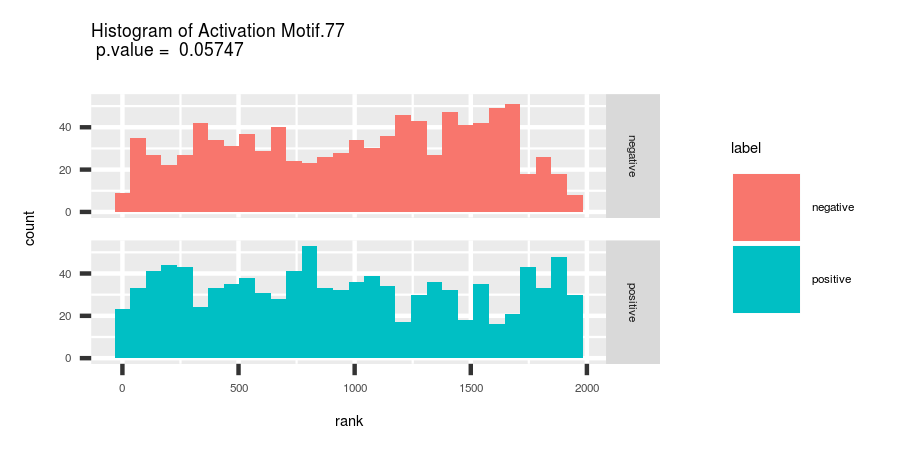 Histogram of Activation Motif.77
p.value =  0.05747
count
40
20
0
negative
40
20
0
positive
0
500
1000
1500
2000
rank
label
negative
positive